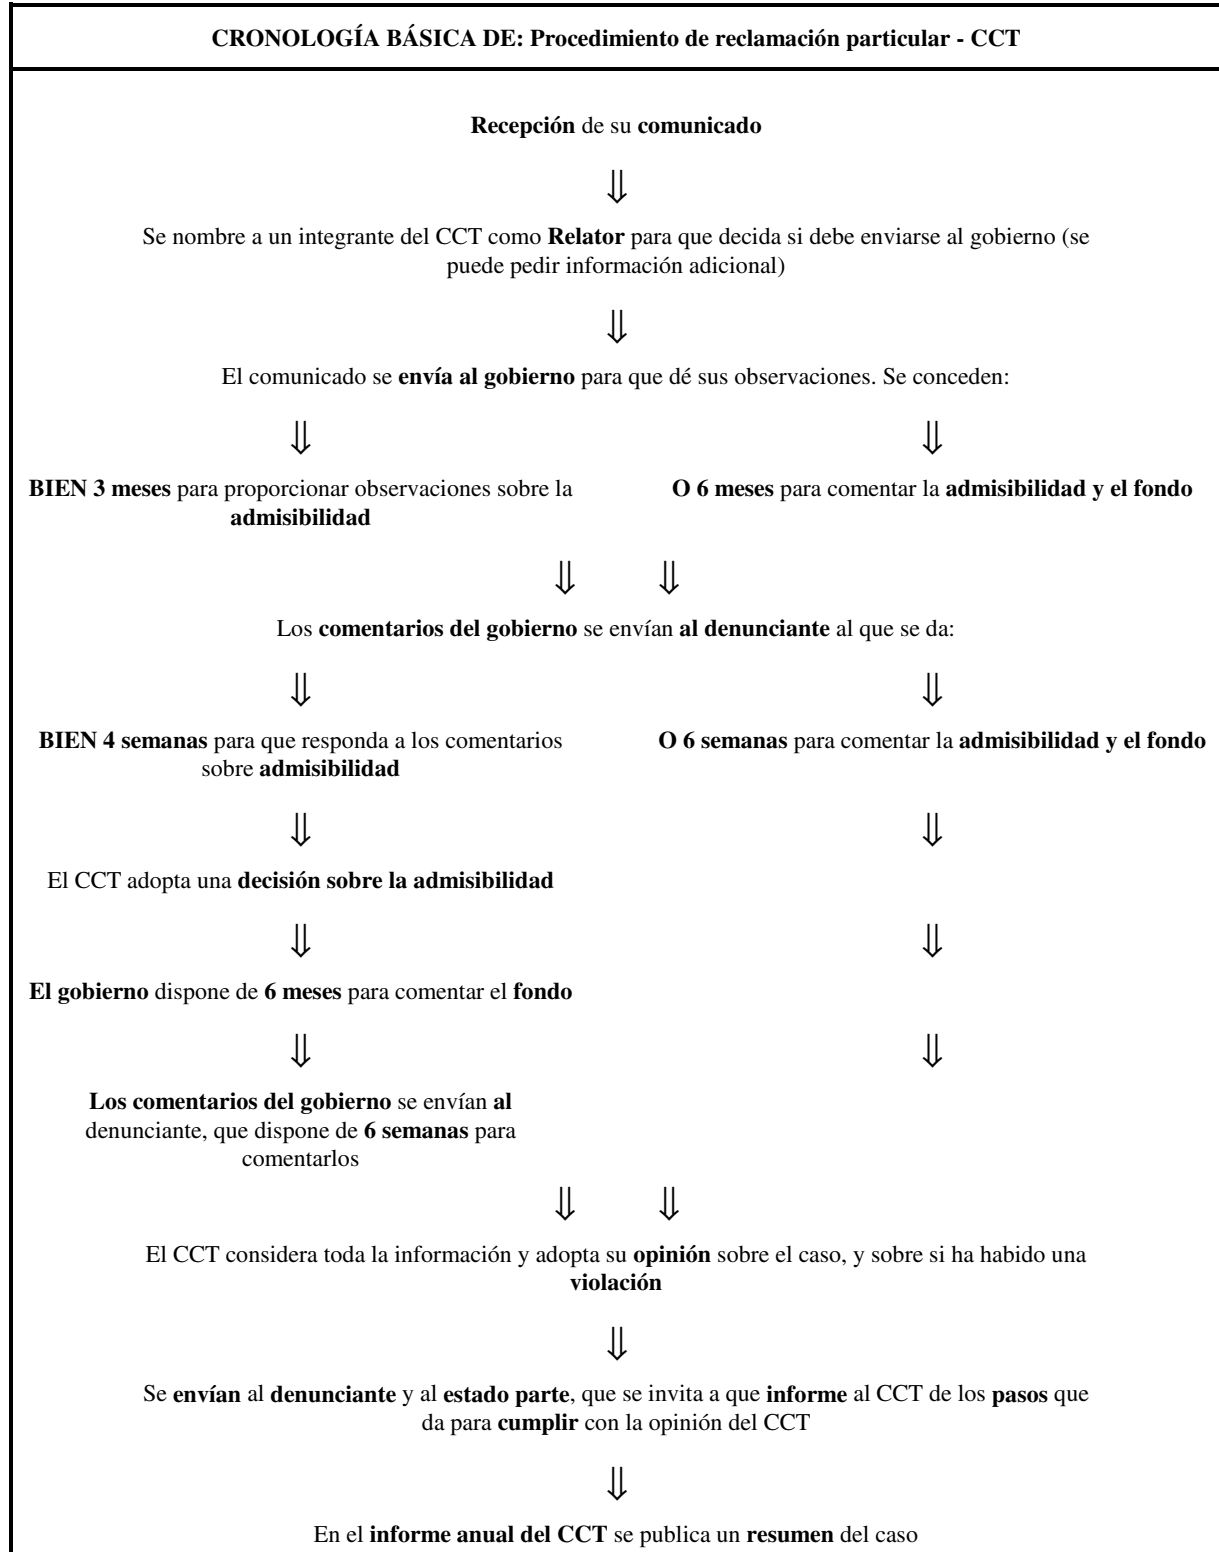 CRONOLOGÍA BÁSICA DE: Procedimiento de reclamación particular - CCT
Recepción de su comunicado
⇓
Se nombre a un integrante del CCT como Relator para que decida si debe enviarse al gobierno (se
puede pedir información adicional)
⇓
El comunicado se envía al gobierno para que dé sus observaciones. Se conceden:
⇓ ⇓
BIEN 3 meses para proporcionar observaciones sobre la
admisibilidad
O 6 meses para comentar la admisibilidad y el fondo
⇓ ⇓
Los comentarios del gobierno se envían al denunciante al que se da:
⇓ ⇓
BIEN 4 semanas para que responda a los comentarios
sobre admisibilidad
O 6 semanas para comentar la admisibilidad y el fondo
⇓ ⇓
El CCT adopta una decisión sobre la admisibilidad
⇓ ⇓
El gobierno dispone de 6 meses para comentar el fondo
⇓ ⇓
Los comentarios del gobierno se envían al
denunciante, que dispone de 6 semanas para
comentarlos
⇓ ⇓
El CCT considera toda la información y adopta su opinión sobre el caso, y sobre si ha habido una
violación
⇓
Se envían al denunciante y al estado parte, que se invita a que informe al CCT de los pasos que
da para cumplir con la opinión del CCT
⇓
En el informe anual del CCT se publica un resumen del caso